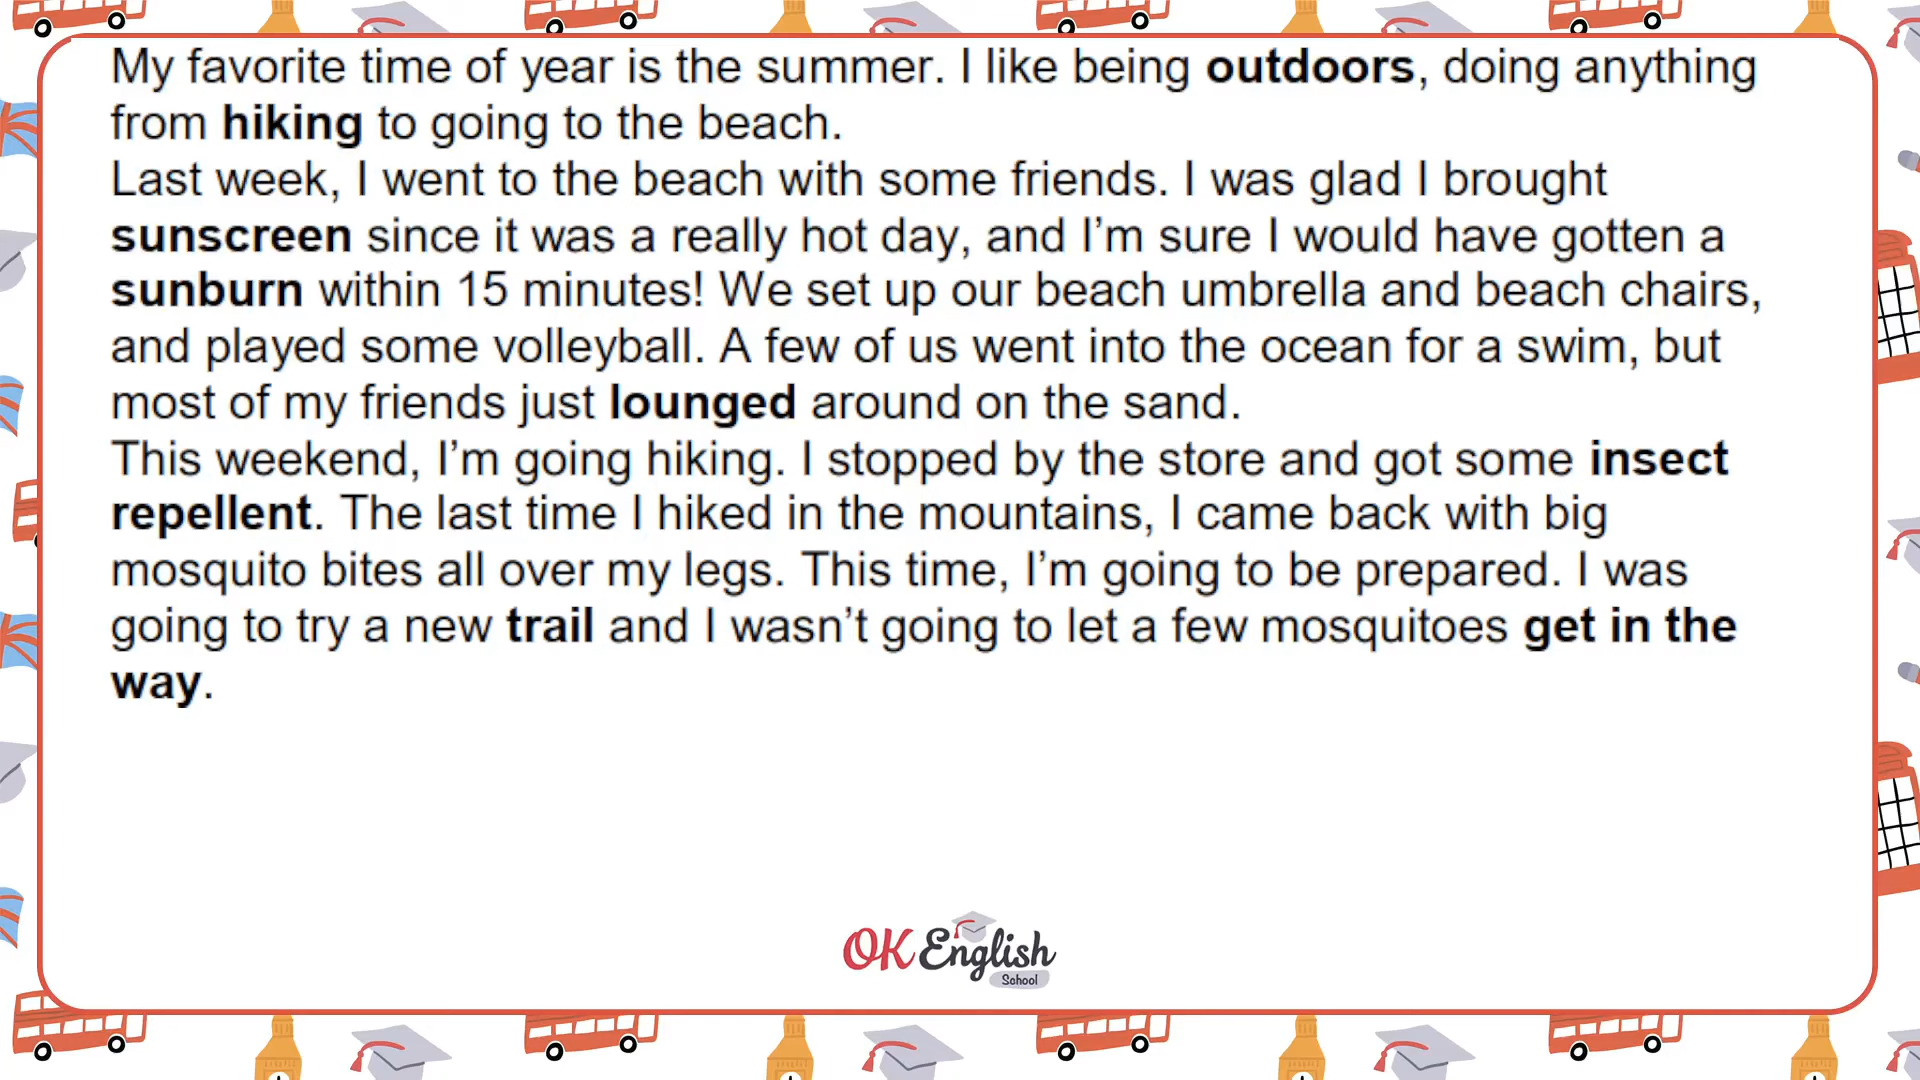 My favorite time of year is the summer. I like being outdoors, doing anything
from hiking to going to the beach.
Last week, I went to the beach with some friends. I was glad I brought
sunscreen since it was a really hot day, and I’m sure I would have gotten a
sunburn within 15 minutes! We set up our beach umbrella and beach chairs,
and played some volleyball. A few of us went into the ocean for a swim, but
most of my friends just lounged around on the sand.
This weekend, I’m going hiking. I stopped by the store and got some insect
repellent. The last time I hiked in the mountains, I came back with big
mosquito bites all over my legs. This time, I’m going to be prepared. I was
going to try a new trail and I wasn’t going to let a few mosquitoes get in the
way.
OK English
School